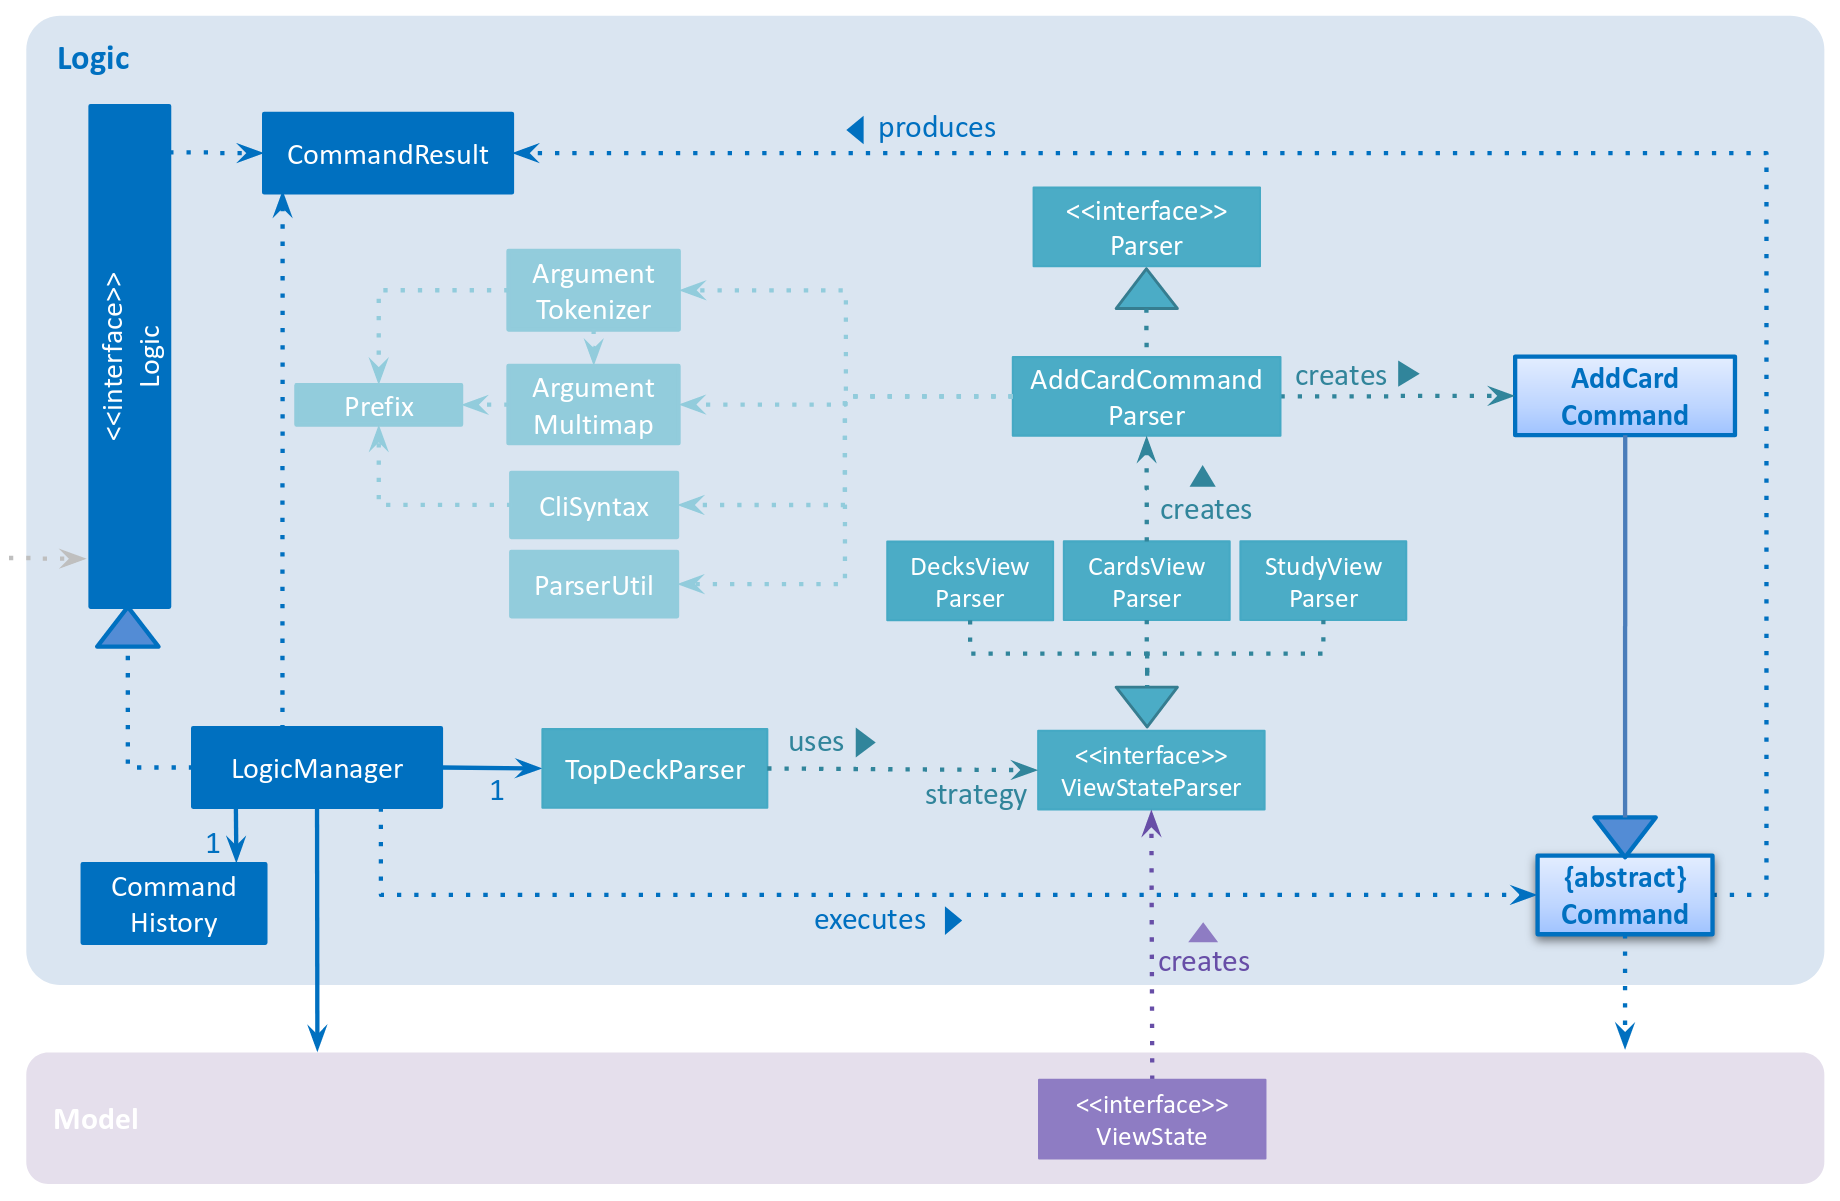 Logic
<<interface>>
Logic
CommandResult
produces
<<interface>>
Parser
Argument
Tokenizer
Argument
Multimap
Prefix
CliSyntax
ParserUtil
AddCardCommand
Parser
creates
AddCard
Command
creates
DecksView
Parser
CardsView
Parser
StudyView
Parser
LogicManager
1
TopDeckParser
uses
strategy
<<interface>>
ViewStateParser
1
Command
History
executes
{abstract}
Command
creates
Model
<<interface>>
ViewState